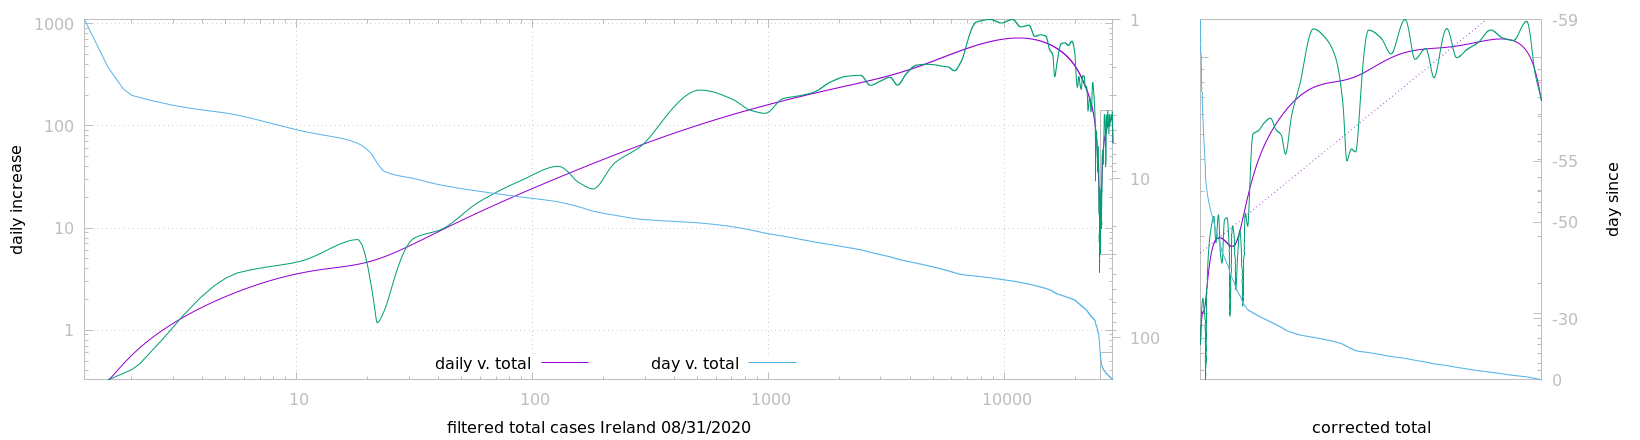 1000
100
10
1
daily increase
10
100
1000
10000
filtered total cases Ireland 08/31/2020
daily v. total
day v. total
1
10
100
-59
-55
-50
-30
0
day since
corrected total